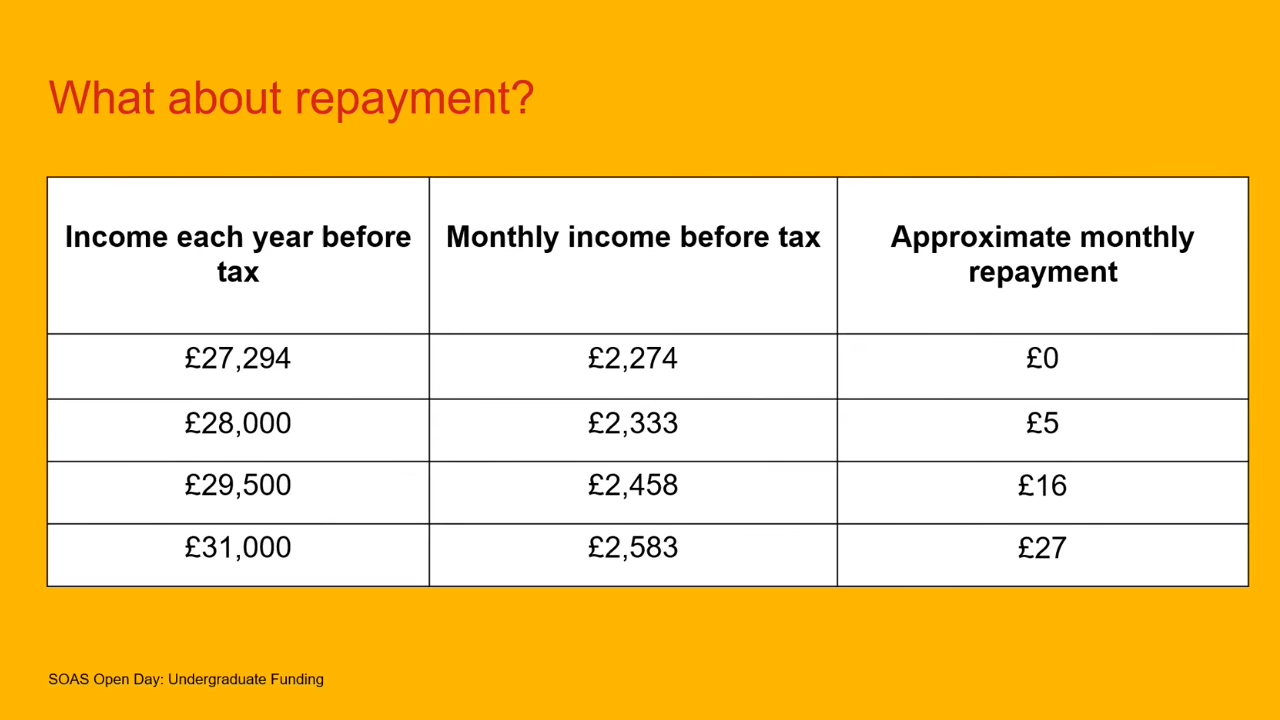 What about repayment?
Income each year before
tax
Monthly income before tax
Approximate monthly
repayment
£27,294
£2,274
£0
£28,000
£2,333
£5
£29,500
£2,458
£16
£31,000
£2,583
£27
SOAS Open Day: Undergraduate Funding